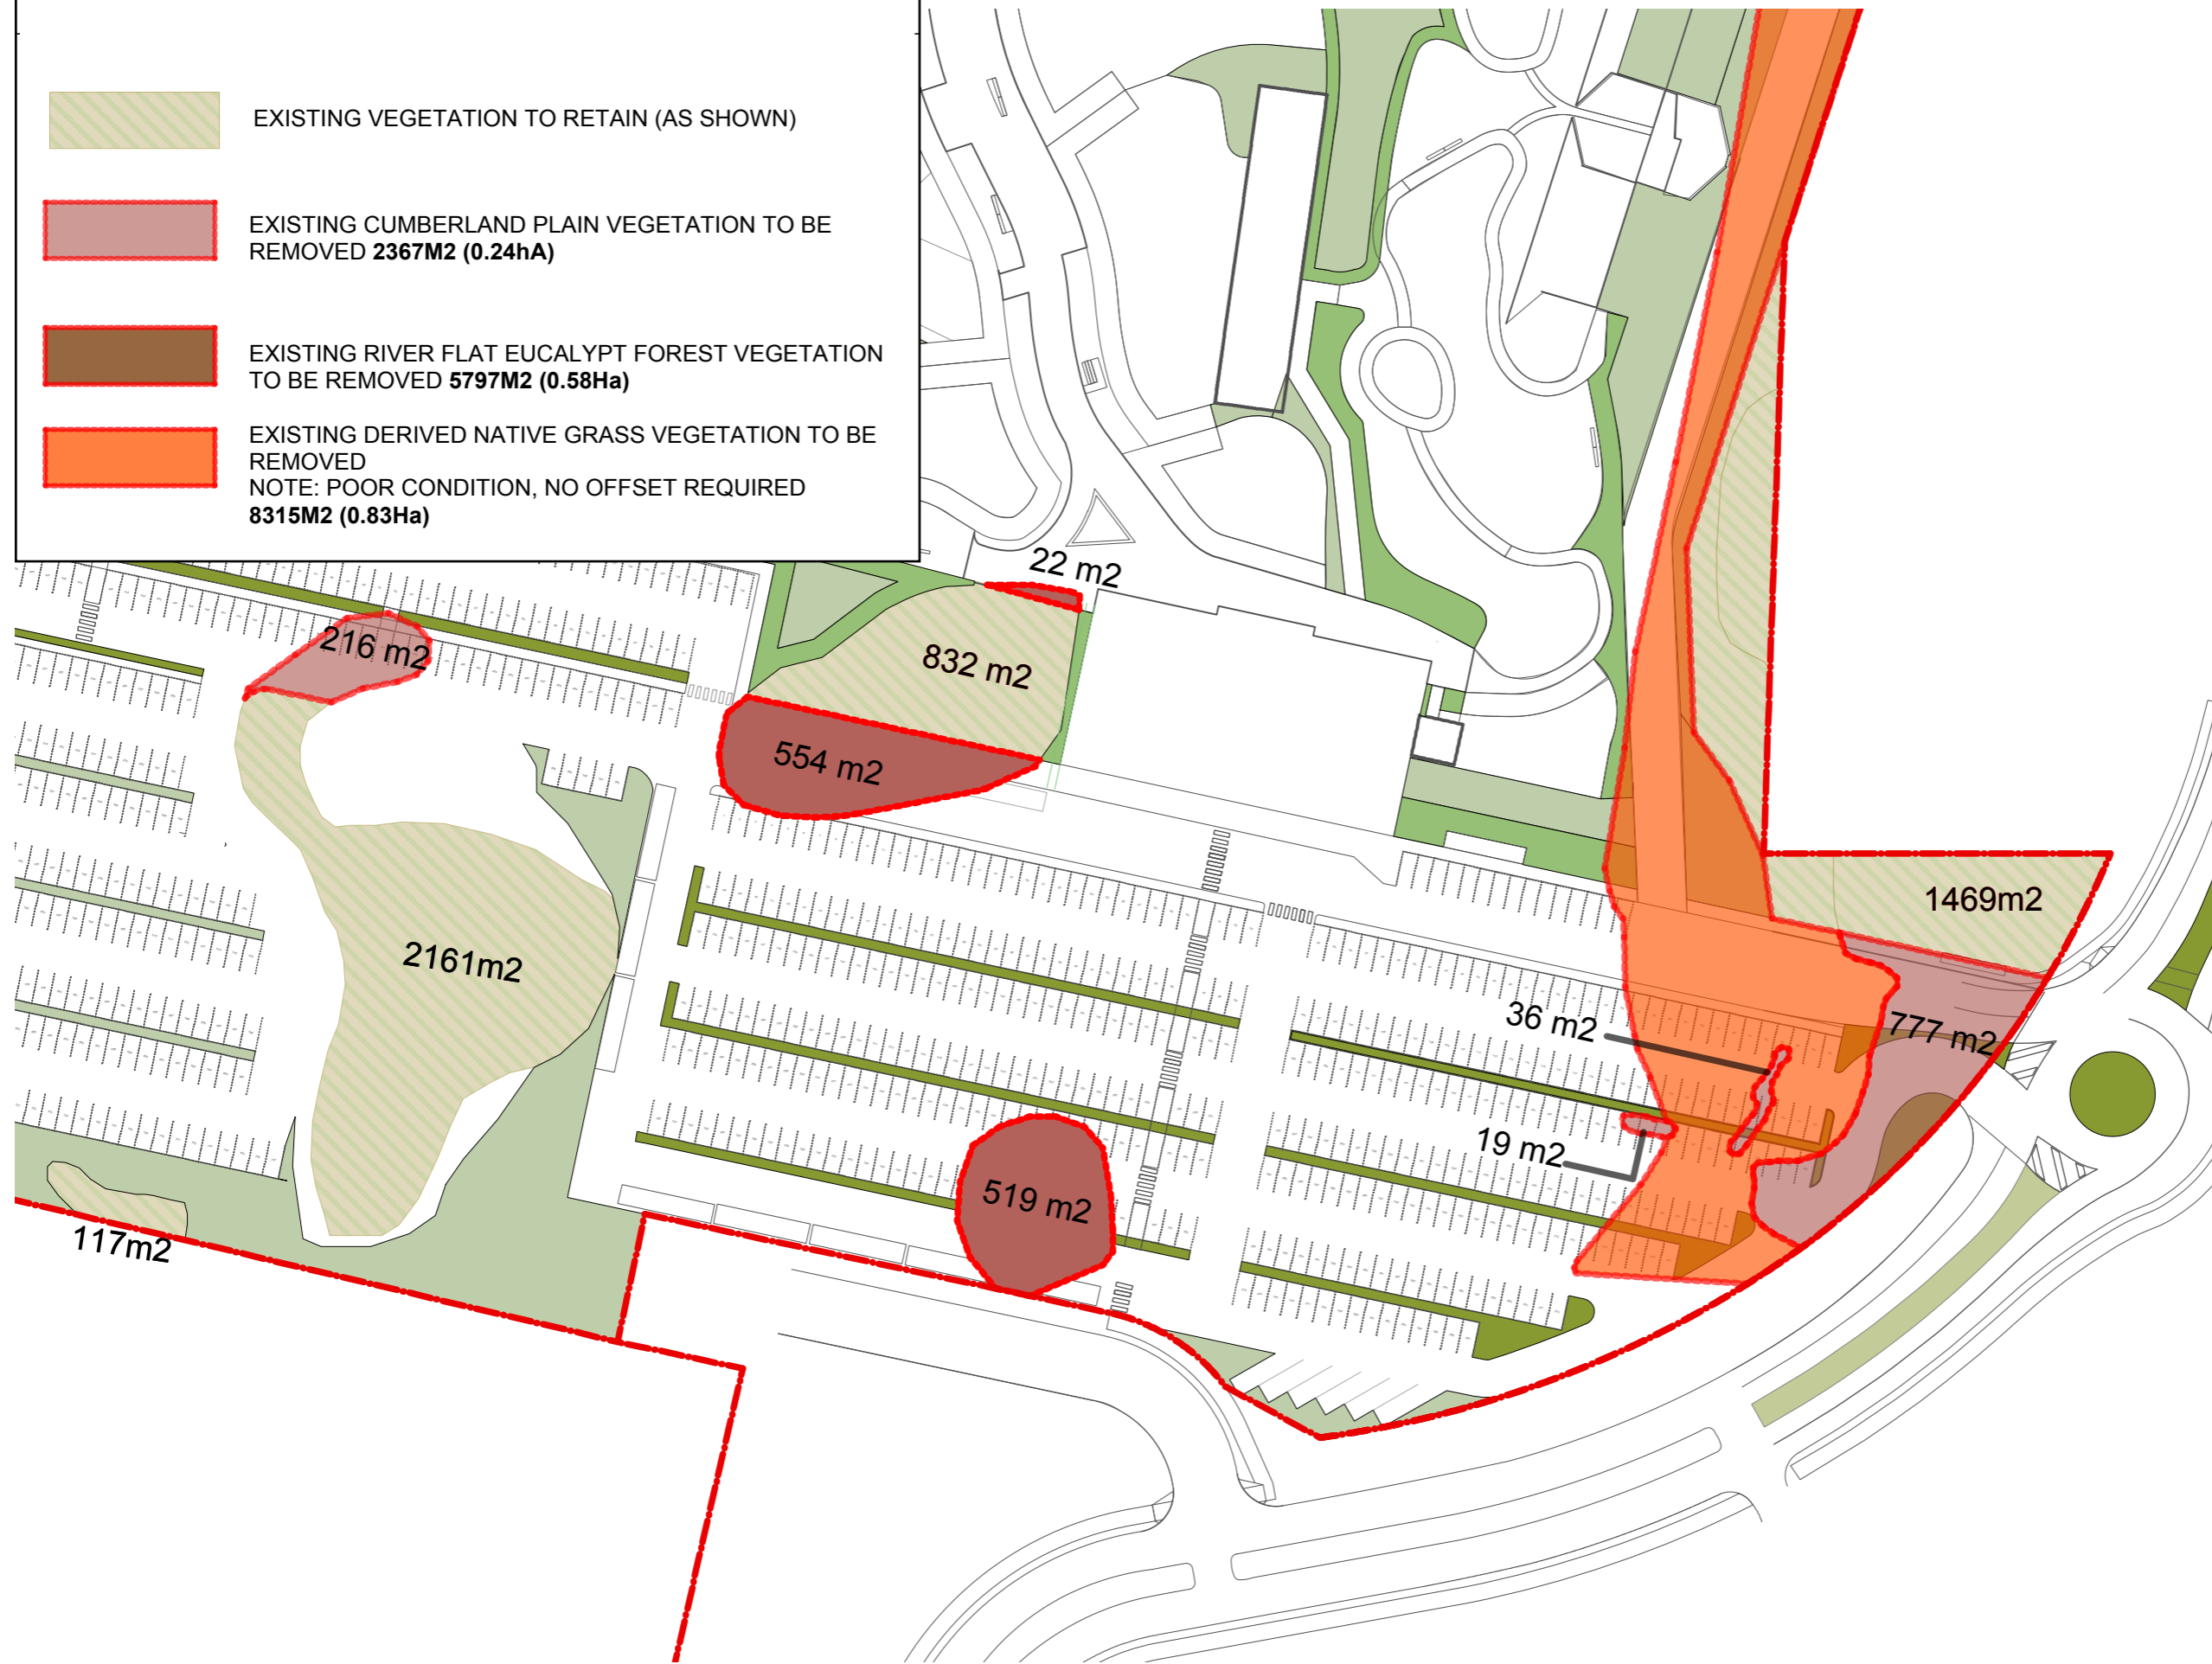 EXISTING VEGETATION TO RETAIN (AS SHOWN)
EXISTING CUMBERLAND PLAIN VEGETATION TO BE
REMOVED 2367M2 (0.24hA)
EXISTING RIVER FLAT EUCALYPT FOREST VEGETATION
TO BE REMOVED 5797M2 (0.58Ha)
EXISTING DERIVED NATIVE GRASS VEGETATION TO BE
REMOVED
NOTE: POOR CONDITION, NO OFFSET REQUIRED
8315M2 (0.83Ha)
22 m2
216 m2
832 m2
554 m2
1469m2
2161m2
36 m2
777 m2
19 m2
519 m2
117m2